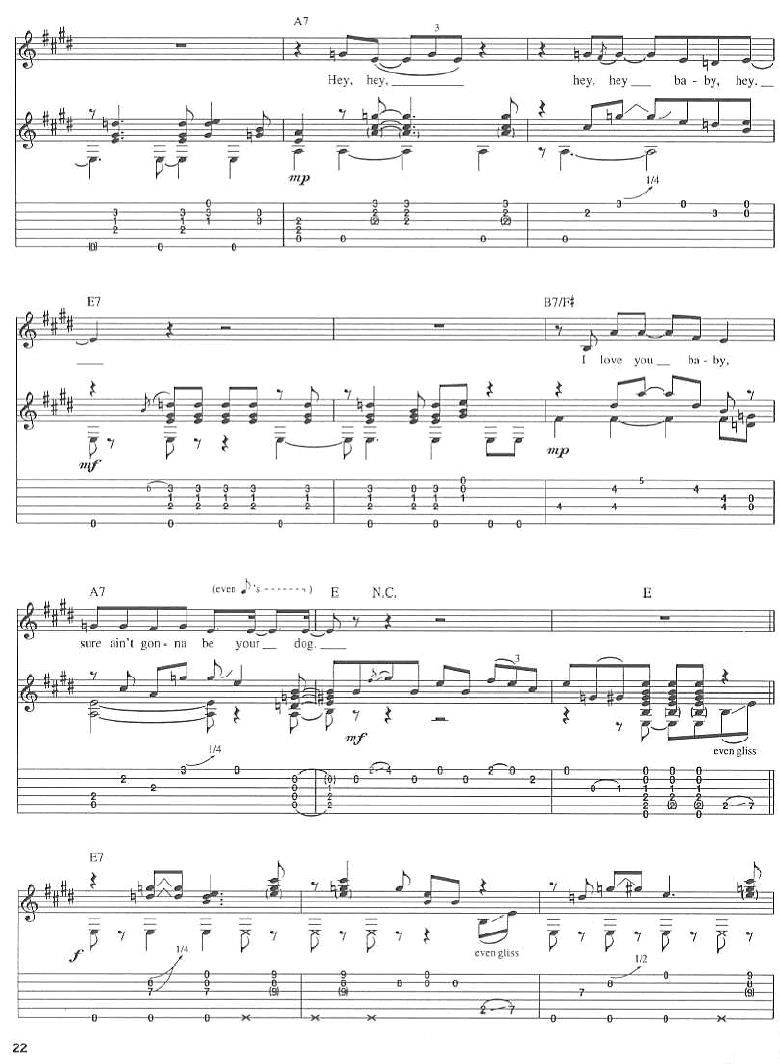 A7
3
Hey, hey, hey, hey ba - by, hey.
mp
1/4
E7 B7/F#
I love you ba - by,
mf mp
A7 (even ♪'s - - - - - - - ) E N.C. E
sure ain't gon - na be your dog.
3
mf
even gliss
1/4
E7
f
even gliss
1/4 1/2
22